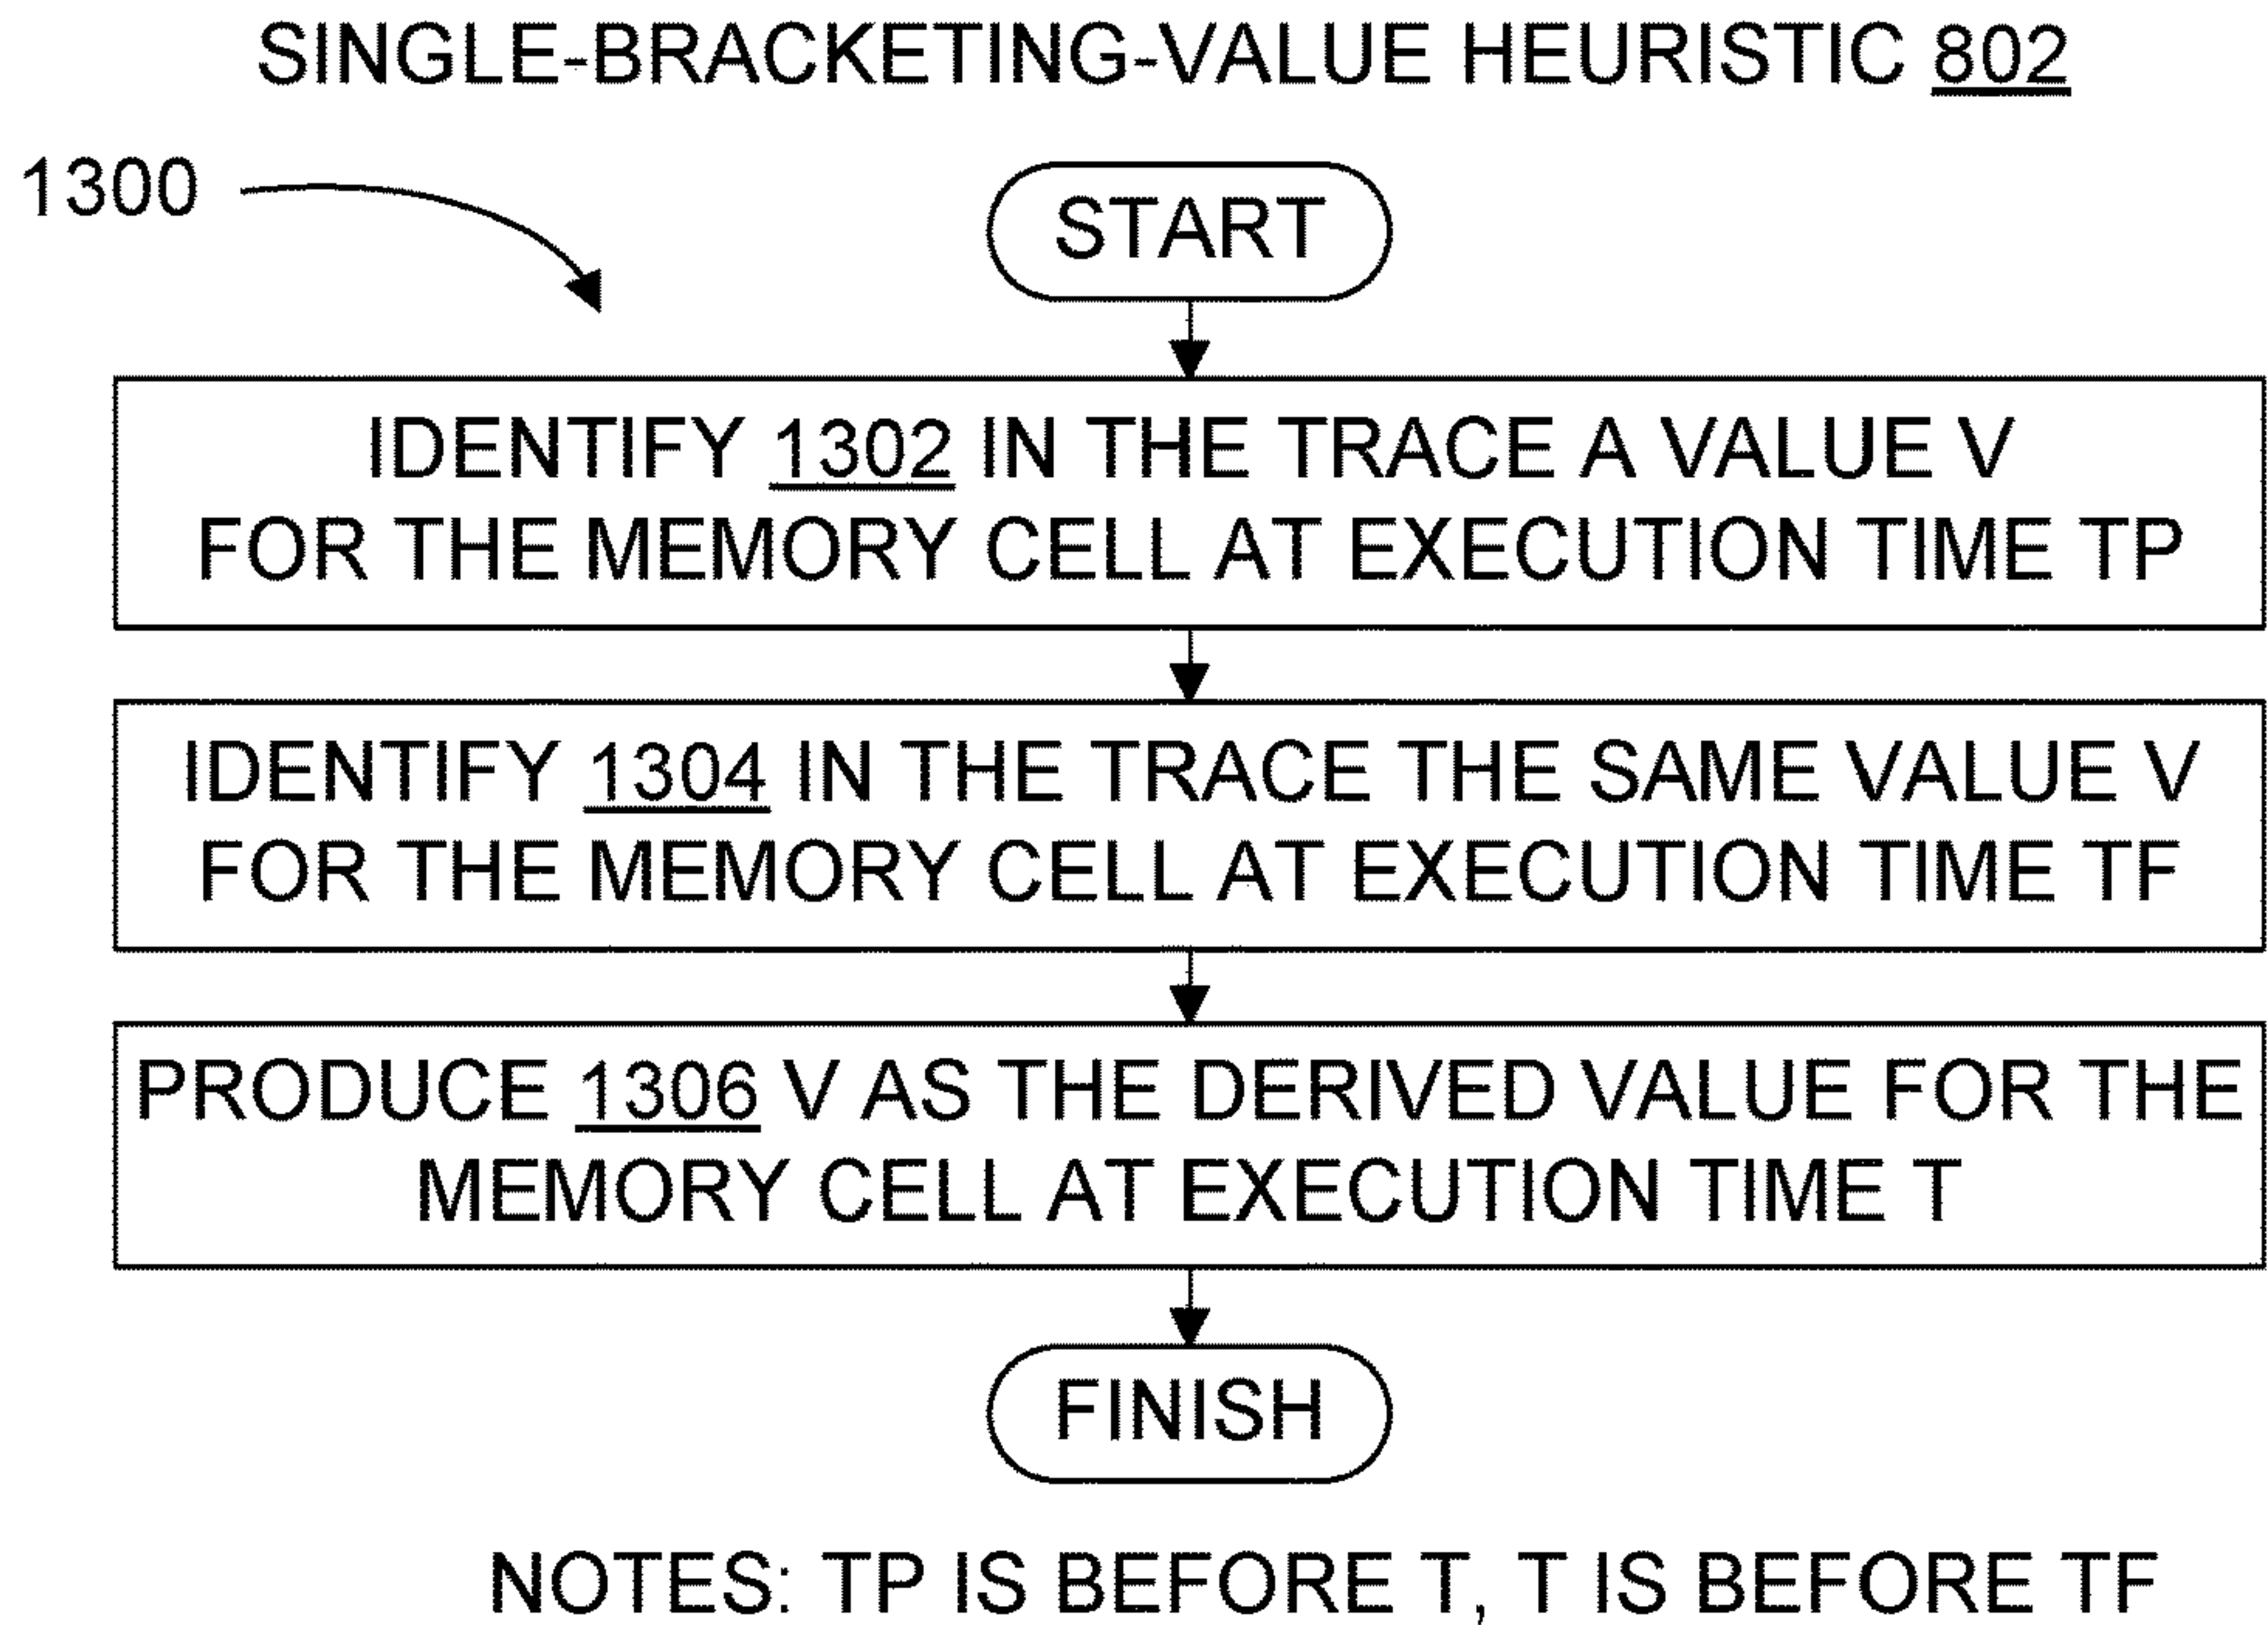 SINGLE-BRACKETING-VALUE HEURISTIC 802
1300
START
IDENTIFY 1302 IN THE TRACE A VALUE V
FOR THE MEMORY CELL AT EXECUTION TIME TP
IDENTIFY 1304 IN THE TRACE THE SAME VALUE V
FOR THE MEMORY CELL AT EXECUTION TIME TF
PRODUCE 1306 V AS THE DERIVED VALUE FOR THE
MEMORY CELL AT EXECUTION TIME T
FINISH
NOTES: TP IS BEFORE T, T IS BEFORE TF